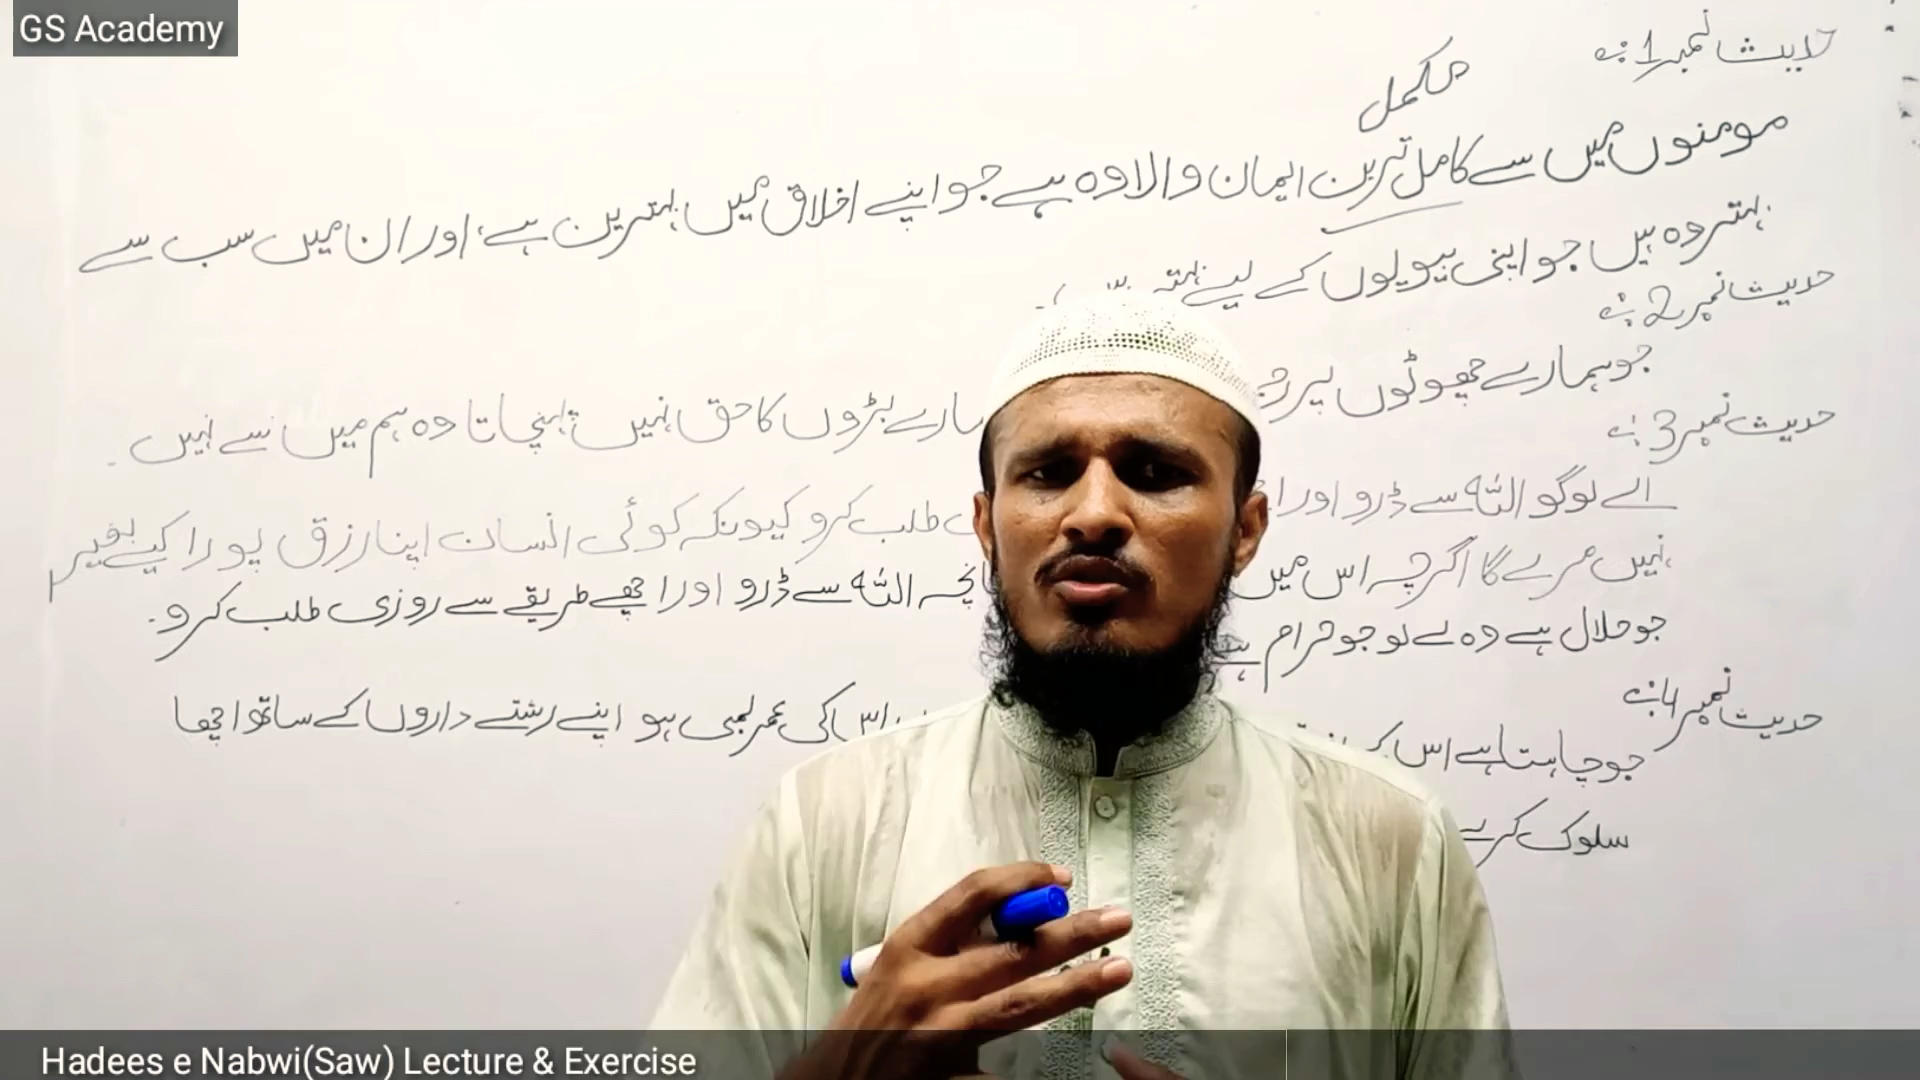 GS Academy
حدیث نمبر 1:
مکمل
مومنوں میں سے کامل ترین ایمان والا وہ ہے جو اپنے اخلاق میں بہترین ہے، اور ان میں سب سے
بہتر وہ ہیں جو اپنی بیویوں کے لیے
حدیث نمبر 2:
جو ہمارے چھوٹوں پر بڑوں کا حق نہیں پہنچاتا وہ ہم میں سے نہیں
حدیث نمبر 3:
اے لوگو اللہ سے ڈرو اور طلب کرو کیونکہ کوئی انسان اپنا رزق پورا کیے بغیر
نہیں مرے گا اگرچہ اس میں اللہ سے ڈرو اور اچھے طریقے سے روزی طلب کرو۔
جو حلال ہے وہ لے لو جو حرام
حدیث نمبر 4:
جو چاہتا ہے اس کی عمر لمبی ہو اپنے رشتے داروں کے ساتھ اچھا
سلوک کرے
Hadees e Nabwi(Saw) Lecture & Exercise